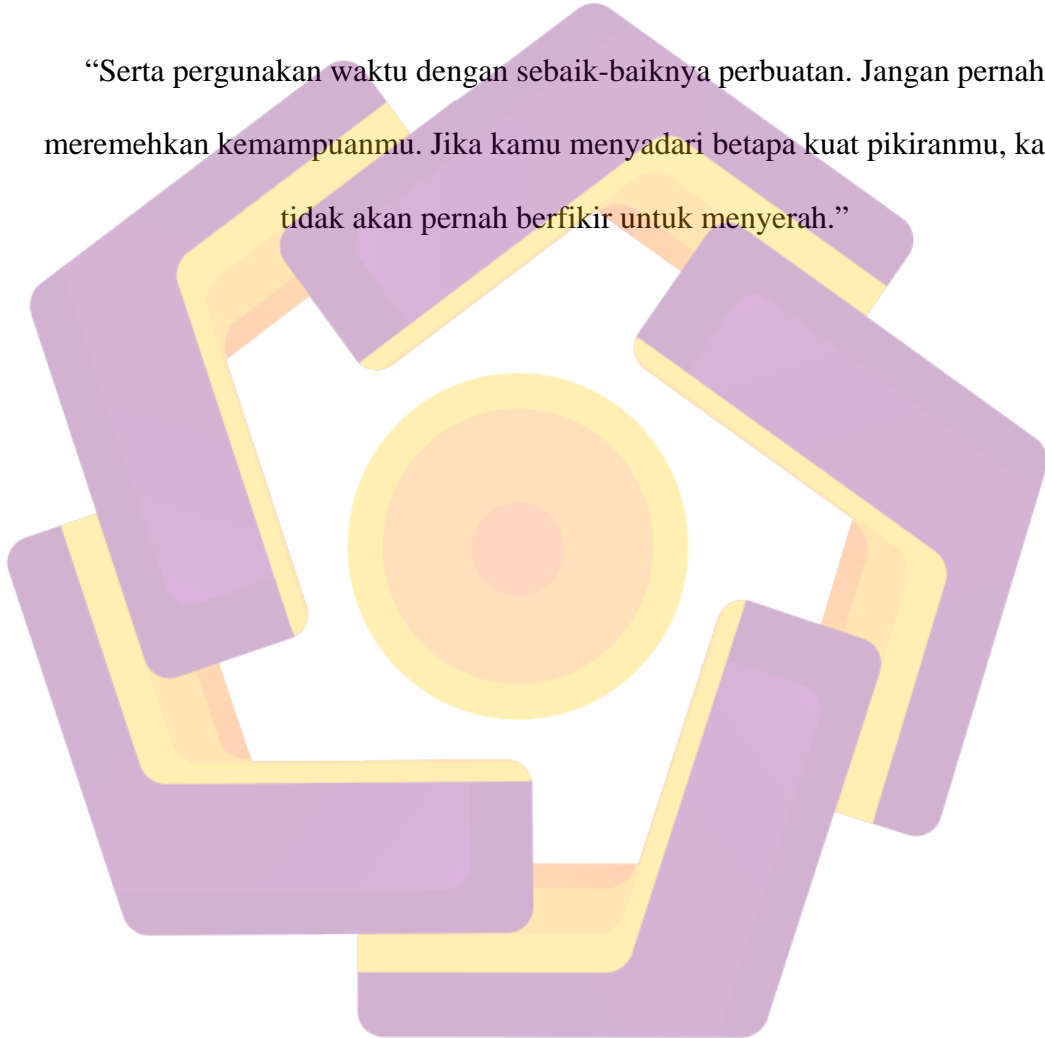 “Serta pergunakan waktu dengan sebaik-baiknya perbuatan. Jangan pernah
meremehkan kemampuanmu. Jika kamu menyadari betapa kuat pikiranmu, ka
tidak akan pernah berfikir untuk menyerah.”